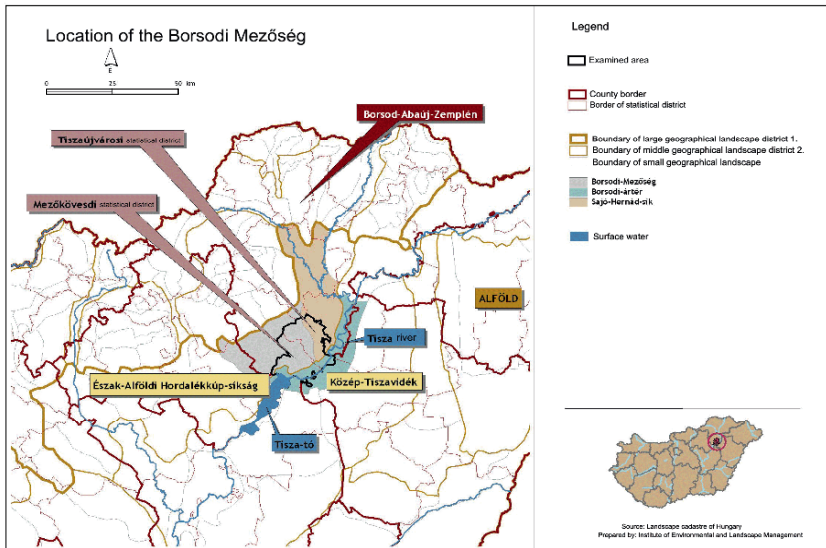 Location of the Borsodi Mezőség
E
0 25 50 km
Borsod-Abaúj-Zemplén
Tiszaújvárosi statistical district
Mezőkövesdi statistical district
ALFÖLD
Tisza river
Észak-Alföldi Hordalékkúp-síkság
Közép-Tiszavidék
Tisza-tó
Legend
Examined area
County border
Border of statistical district
Boundary of large geographical landscape district 1.
Boundary of middle geographical landscape district 2.
Boundary of small geographical landscape
Borsodi-Mezőség
Borsodi-ártér
Sajó-Hernád-sík
Surface water
Source: Landscape cadastre of Hungary
Prepared by: Institute of Environmental and Landscape Management